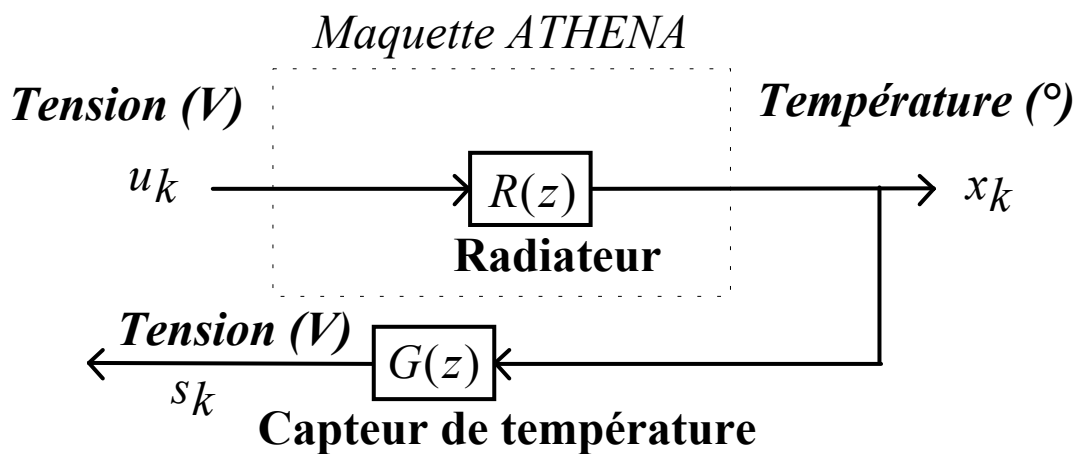 Maquette ATHENA
Tension (V)
Température (°)
u_k
R(z)
x_k
Radiateur
Tension (V)
G(z)
s_k
Capteur de température